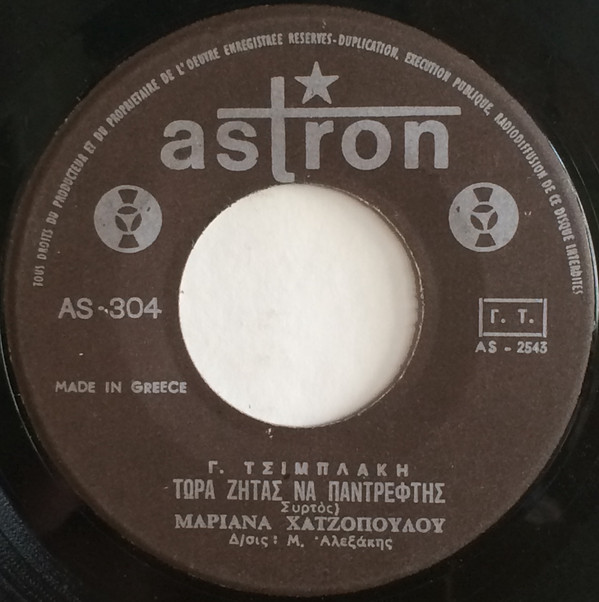 TOUS DROITS DU PRODUCTEUR ET DU PROPRIETAIRE DE L'OEUVRE ENREGISTREE RESERVES-DUPLICATION, EXECUTION PUBLIQUE, RADIODIFFUSION DE CE DISQUE INTERDITES
astron
AS-304
Γ. Τ.
AS - 2543
MADE IN GREECE
Γ. ΤΣΙΜΠΛΑΚΗ
ΤΩΡΑ ΖΗΤΑΣ ΝΑ ΠΑΝΤΡΕΦΤΗΣ
Συρτός)
ΜΑΡΙΑΝΑ ΧΑΤΖΟΠΟΥΛΟΥ
Δ/σις: Μ. Ἀλεξάκης